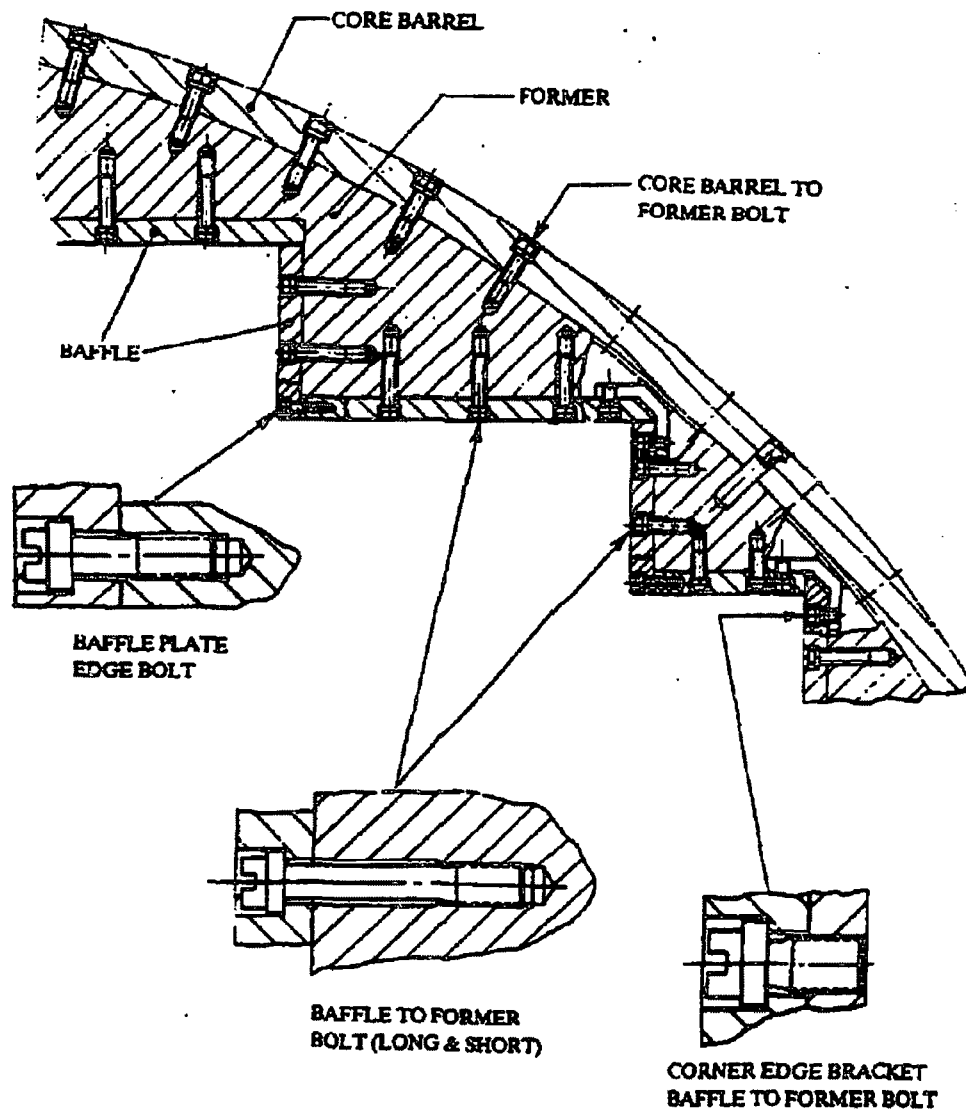 CORE BARREL
FORMER
CORE BARREL TO
FORMER BOLT
BAFFLE
BAFFLE PLATE
EDGE BOLT
BAFFLE TO FORMER
BOLT (LONG & SHORT)
CORNER EDGE BRACKET
BAFFLE TO FORMER BOLT